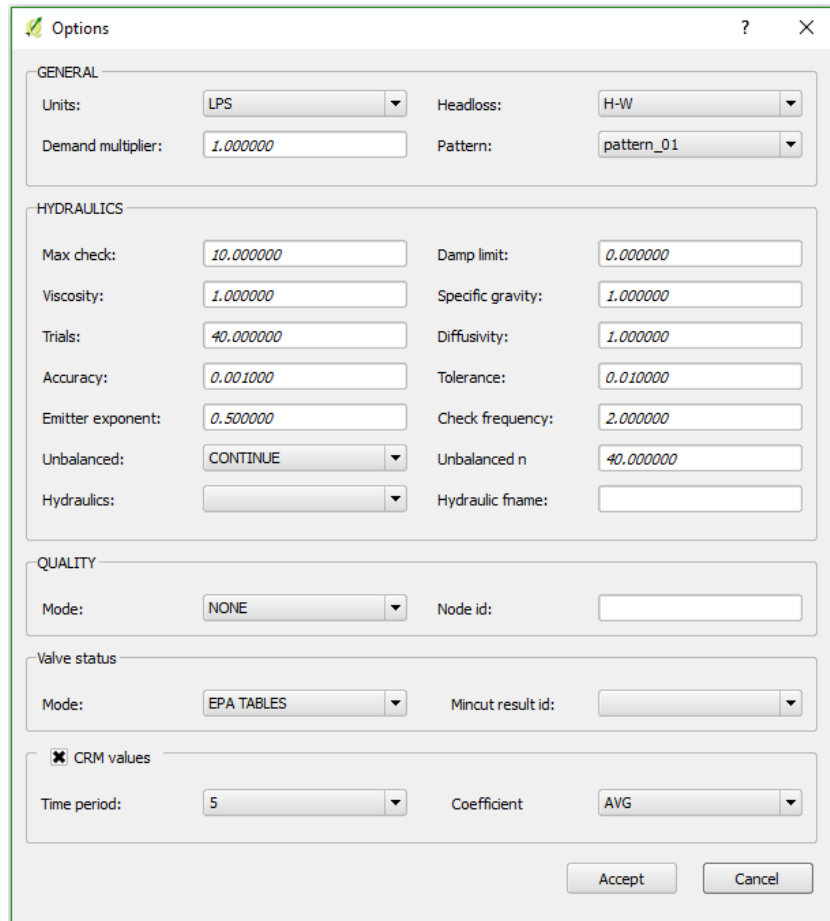 Options ?
GENERAL
Units: LPS Headloss: H-W
Demand multiplier: 1.000000 Pattern: pattern_01
HYDRAULICS
Max check: 10.000000 Damp limit: 0.000000
Viscosity: 1.000000 Specific gravity: 1.000000
Trials: 40.000000 Diffusivity: 1.000000
Accuracy: 0.001000 Tolerance: 0.010000
Emitter exponent: 0.500000 Check frequency: 2.000000
Unbalanced: CONTINUE Unbalanced n 40.000000
Hydraulics: Hydraulic fname:
QUALITY
Mode: NONE Node id:
Valve status
Mode: EPA TABLES Mincut result id:
CRM values
Time period: 5 Coefficient AVG
Accept Cancel